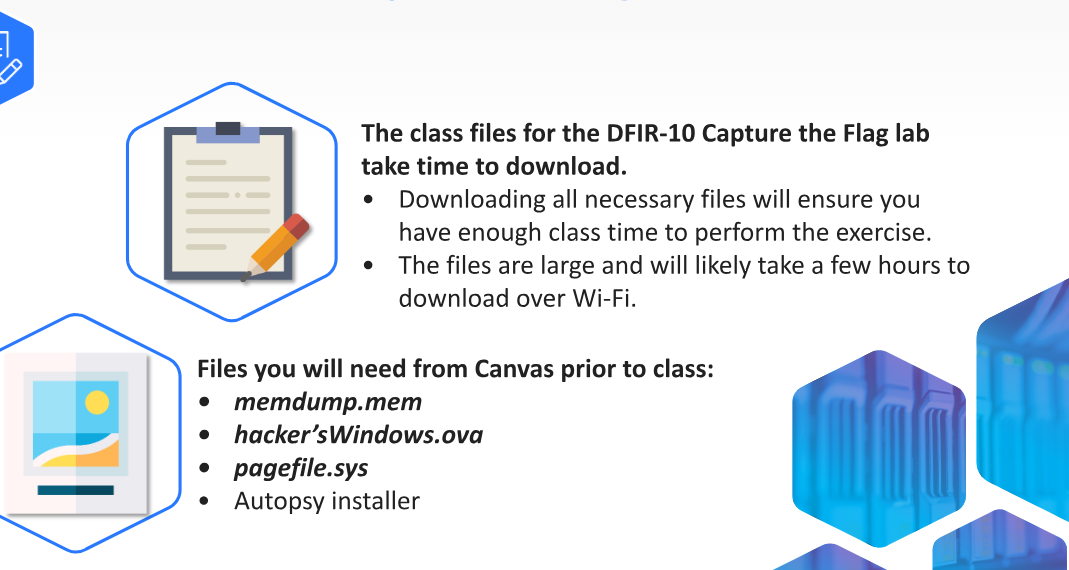 The class files for the DFIR-10 Capture the Flag lab
take time to download.
• Downloading all necessary files will ensure you
have enough class time to perform the exercise.
• The files are large and will likely take a few hours to
download over Wi-Fi.
Files you will need from Canvas prior to class:
• memdump.mem
• hacker’sWindows.ova
• pagefile.sys
• Autopsy installer